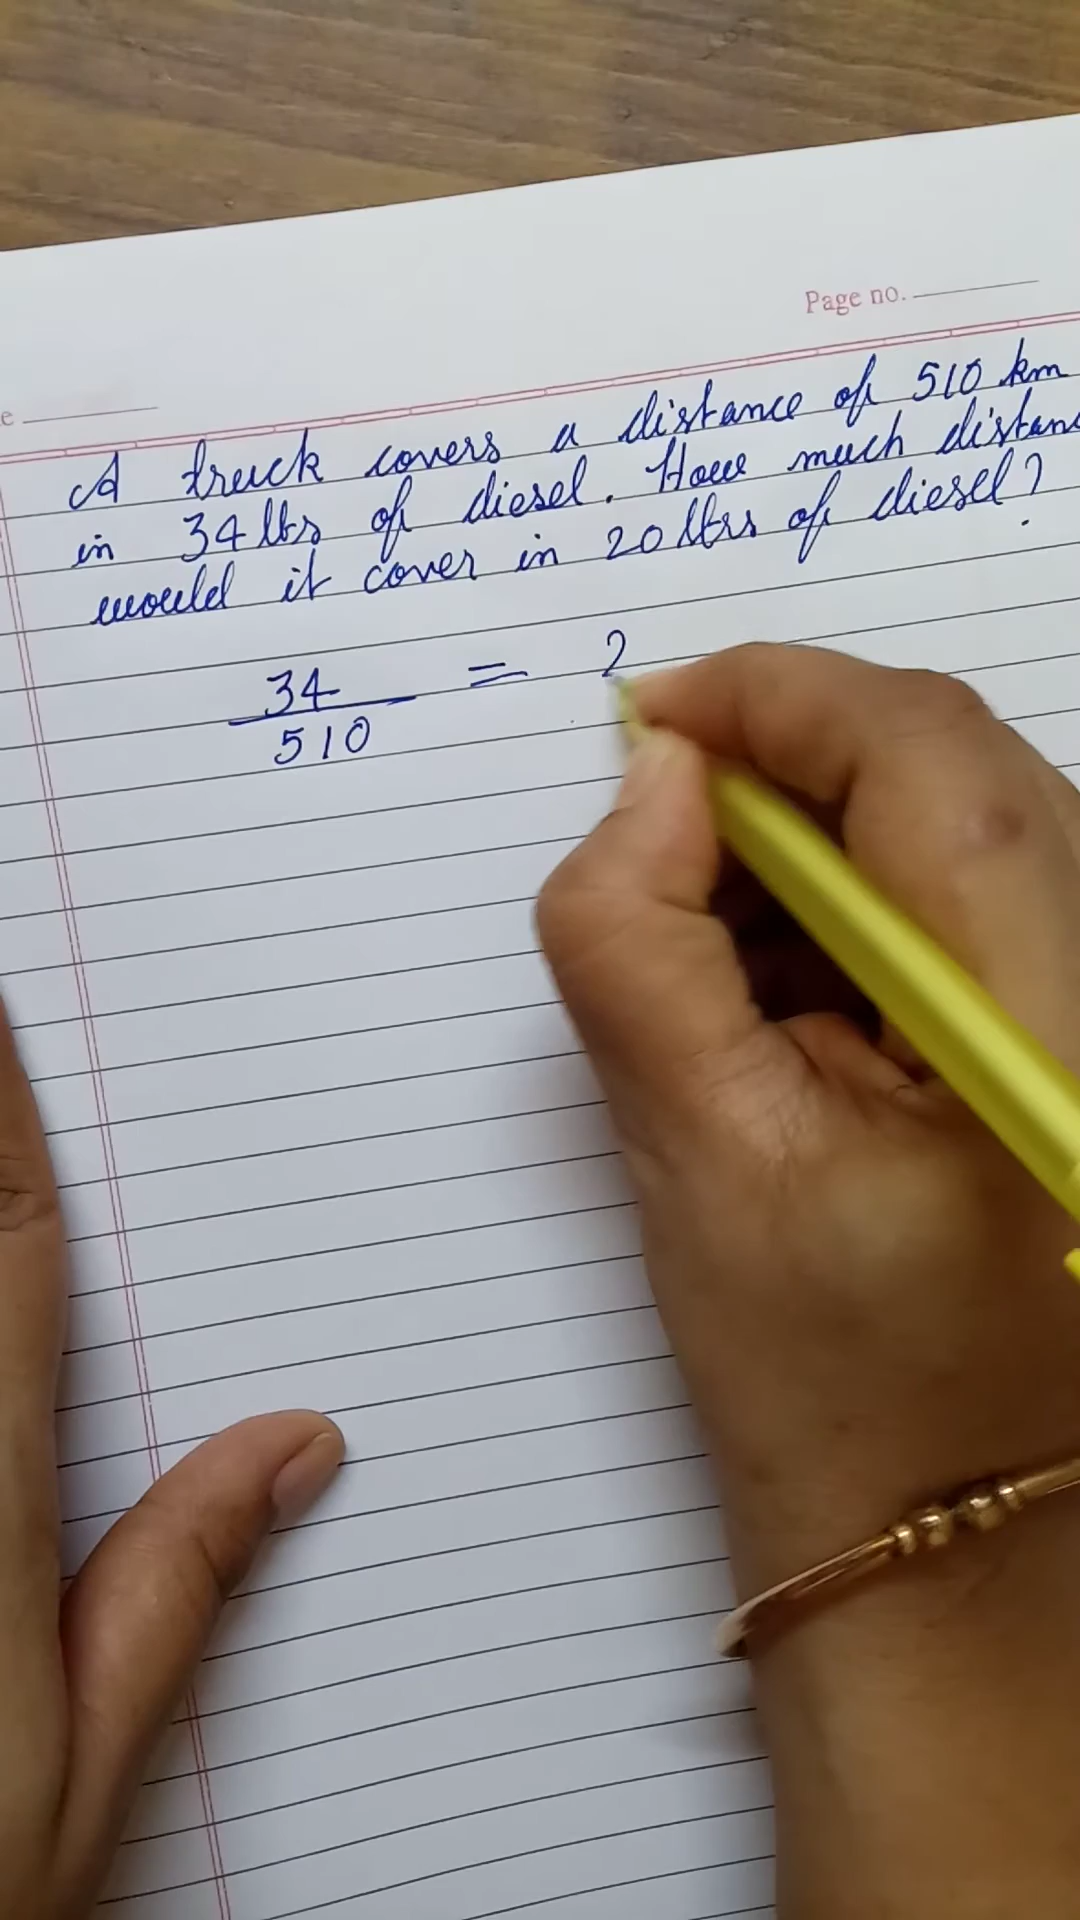 Page no.
e
A truck covers a distance of 510 km
in 34 ltrs of diesel. How much distanc
would it cover in 20 ltrs of diesel?
34 = 2
510